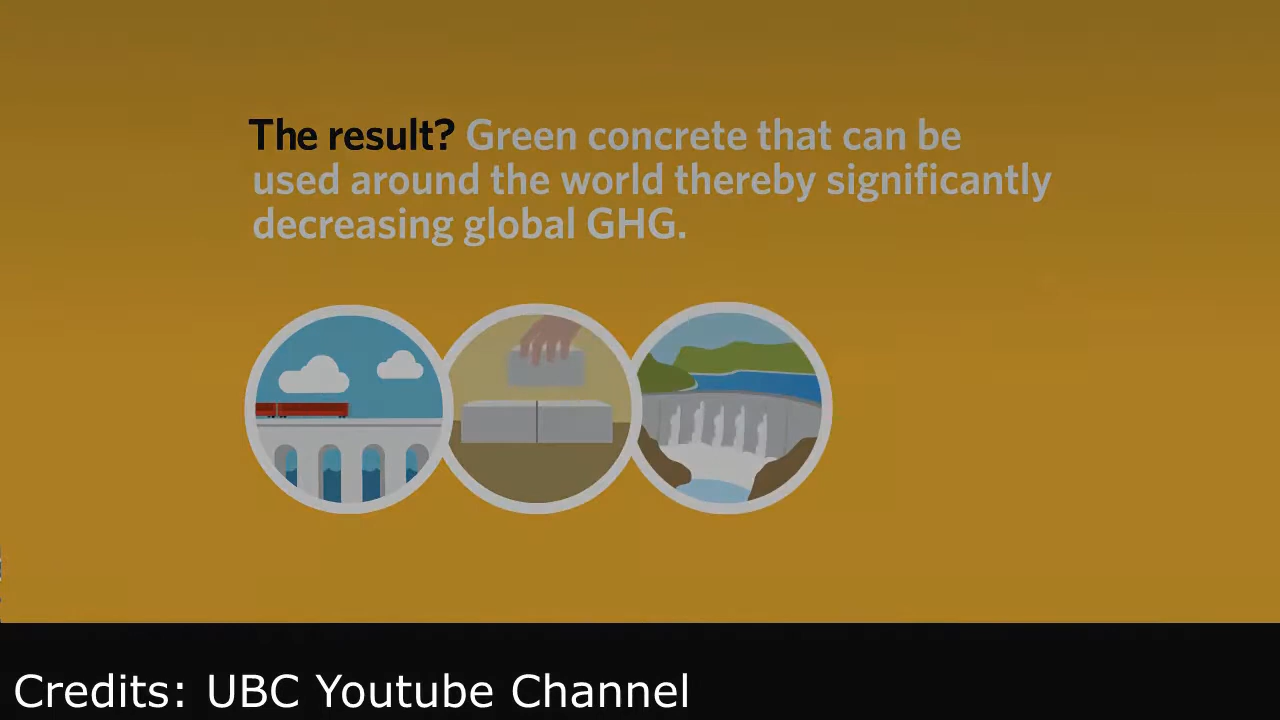 The result? Green concrete that can be
used around the world thereby significantly
decreasing global GHG.
Credits: UBC Youtube Channel